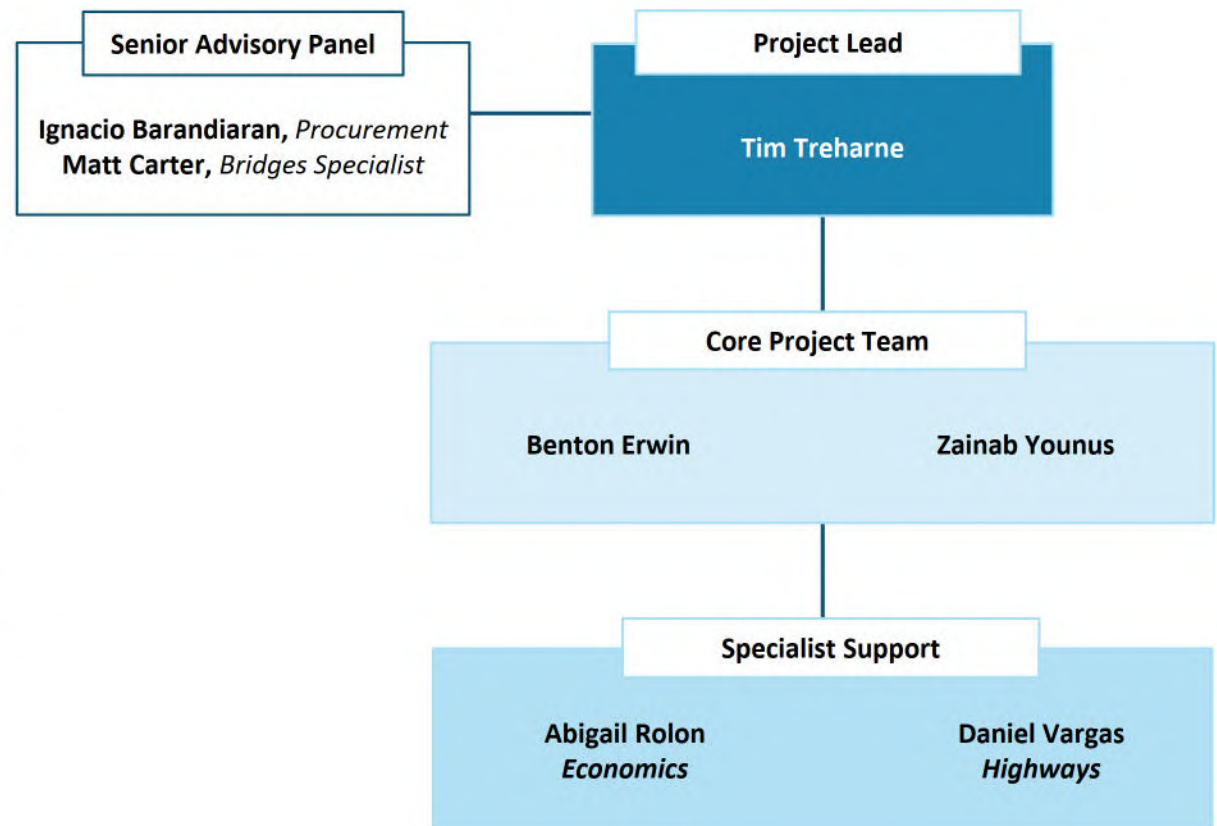 Senior Advisory Panel
Ignacio Barandiaran, Procurement
Matt Carter, Bridges Specialist
Project Lead
Tim Treharne
Core Project Team
Benton Erwin
Zainab Younus
Specialist Support
Abigail Rolon
Economics
Daniel Vargas
Highways